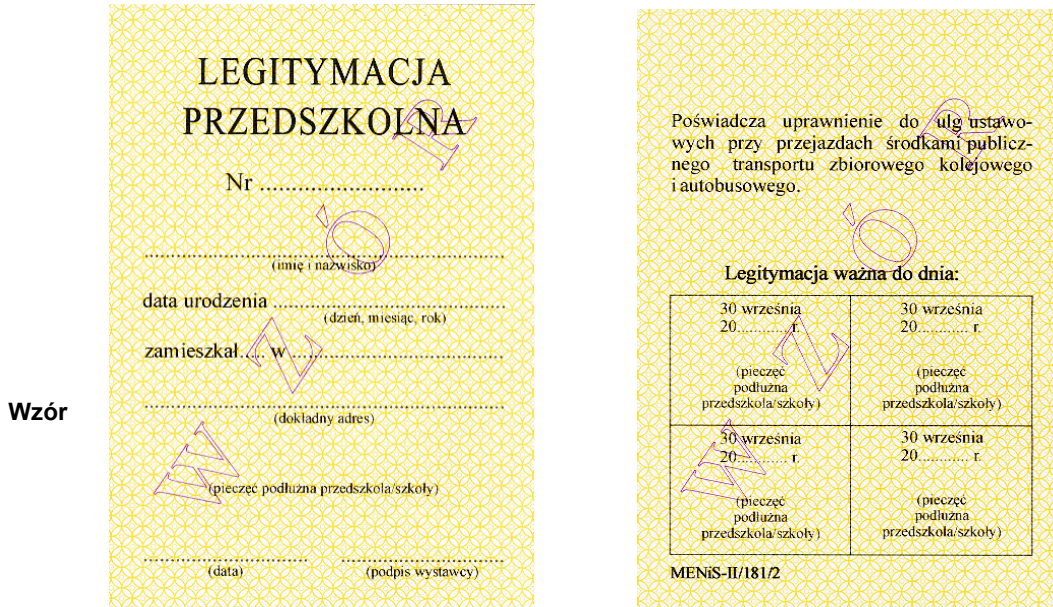 Wzór
LEGITYMACJA
PRZEDSZKOLNA
Nr ..........................
(imię i nazwisko)
data urodzenia ..........................................
(dzień, miesiąc, rok)
zamieszkał..... w ......................................
(dokładny adres)
(pieczęć podłużna przedszkola/szkoły)
(data) (podpis wystawcy)
WZÓR
Poświadcza uprawnienie do ulg ustawo-
wych przy przejazdach środkami publicz-
nego transportu zbiorowego kolejowego
i autobusowego.
Legitymacja ważna do dnia:
30 września
20............ r.
(pieczęć
podłużna
przedszkola/szkoły)
30 września
20............ r.
(pieczęć
podłużna
przedszkola/szkoły)
30 września
20............ r.
(pieczęć
podłużna
przedszkola/szkoły)
30 września
20............ r.
(pieczęć
podłużna
przedszkola/szkoły)
MENiS-II/181/2
WZÓR